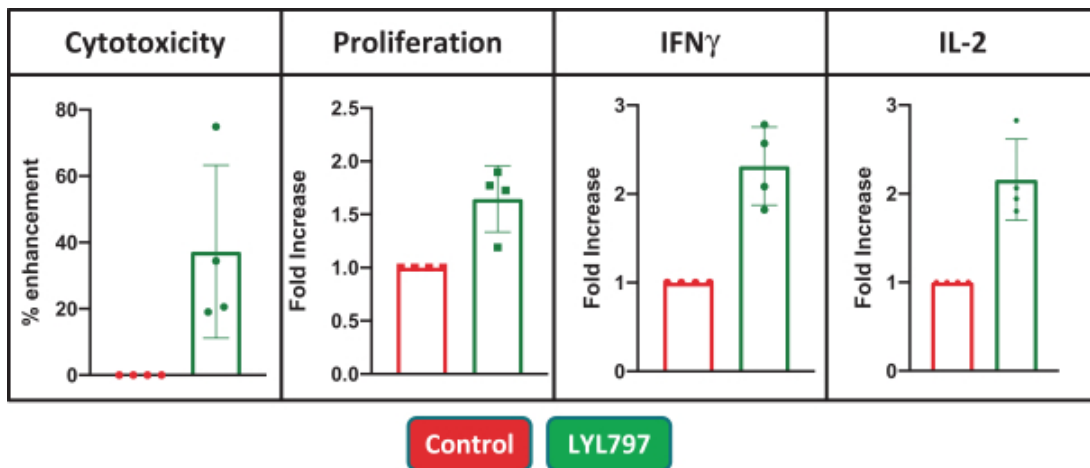 Cytotoxicity
Proliferation
IFNγ
IL-2
% enhancement
80
60
40
20
0
Fold Increase
2.5
2.0
1.5
1.0
0.5
0.0
Fold Increase
3
2
1
0
Fold Increase
3
2
1
0
Control
LYL797